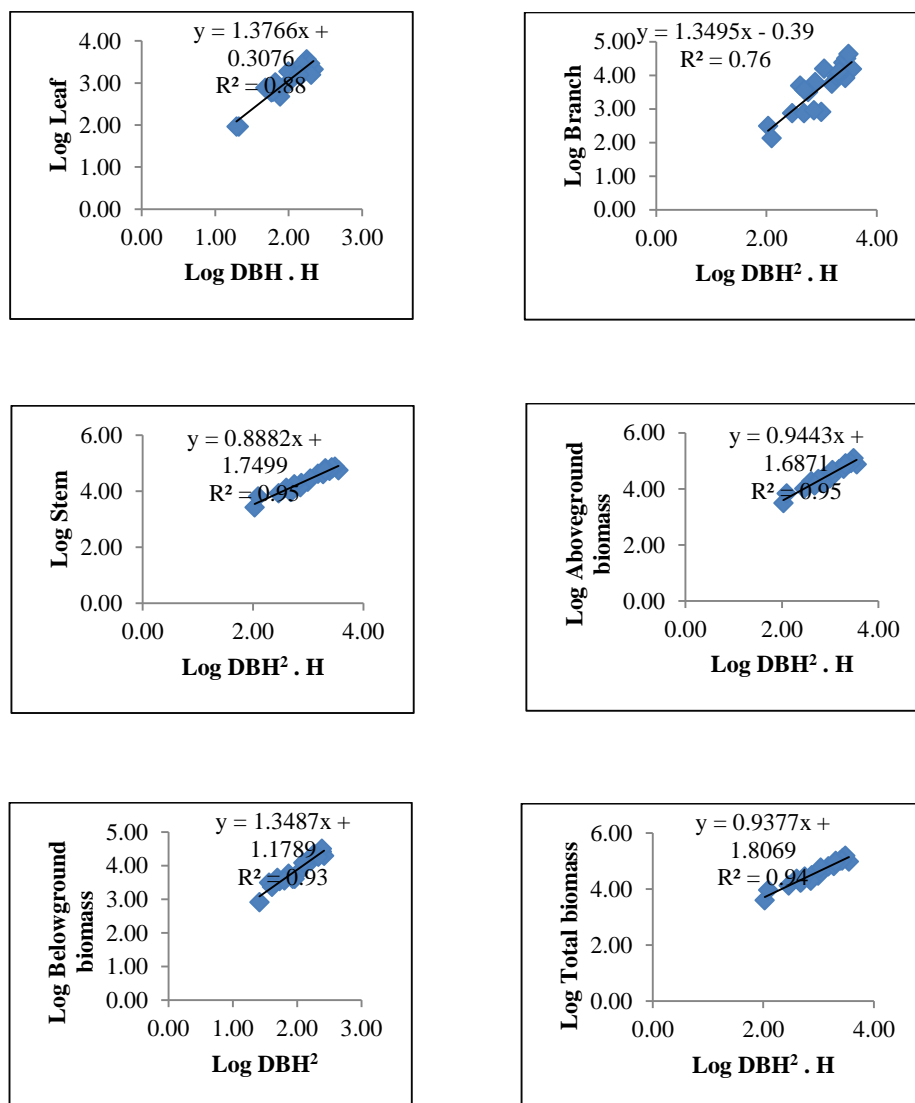 y = 1.3766x +
0.3076
R² = 0.88
4.00
3.00
2.00
1.00
0.00
Log Leaf
0.00 1.00 2.00 3.00
Log DBH . H
y = 1.3495x - 0.39
R² = 0.76
5.00
4.00
3.00
2.00
1.00
0.00
Log Branch
0.00 2.00 4.00
Log DBH² . H
y = 0.8882x +
1.7499
R² = 0.95
6.00
4.00
2.00
0.00
Log Stem
0.00 2.00 4.00
Log DBH² . H
y = 0.9443x +
1.6871
R² = 0.95
6.00
4.00
2.00
0.00
Log Aboveground
biomass
0.00 2.00 4.00
Log DBH² . H
y = 1.3487x +
1.1789
R² = 0.93
5.00
4.00
3.00
2.00
1.00
0.00
Log Belowground
biomass
0.00 1.00 2.00 3.00
Log DBH²
y = 0.9377x +
1.8069
R² = 0.94
6.00
4.00
2.00
0.00
Log Total biomass
0.00 2.00 4.00
Log DBH² . H